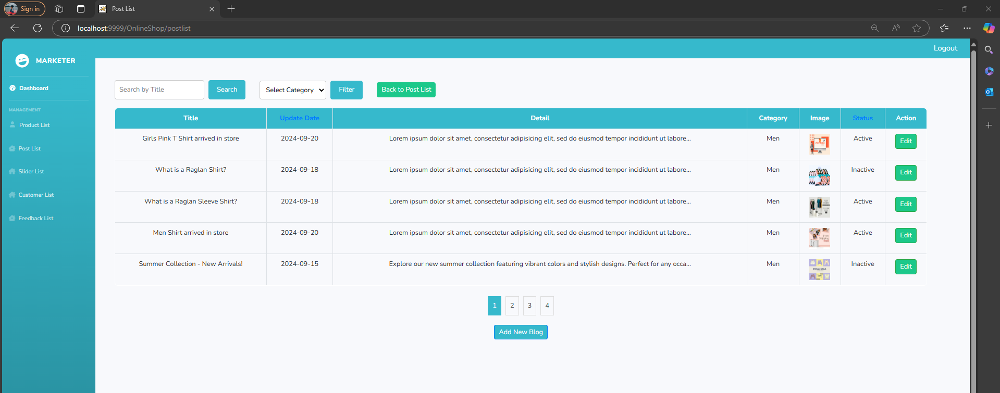 Sign in
Post List
localhost:9999/OnlineShop/postlist
Logout
MARKETER
Dashboard
MANAGEMENT
Product List
Post List
Slider List
Customer List
Feedback List
Search by Title
Search
Select Category
Filter
Back to Post List
Title Update Date Detail Category Image Status Action
Girls Pink T Shirt arrived in store 2024-09-20 Lorem ipsum dolor sit amet, consectetur adipisicing elit, sed do eiusmod tempor incididunt ut labore... Men Active Edit
What is a Raglan Shirt? 2024-09-18 Lorem ipsum dolor sit amet, consectetur adipisicing elit, sed do eiusmod tempor incididunt ut labore... Men Inactive Edit
What is a Raglan Sleeve Shirt? 2024-09-18 Lorem ipsum dolor sit amet, consectetur adipisicing elit, sed do eiusmod tempor incididunt ut labore... Men Active Edit
Men Shirt arrived in store 2024-09-20 Lorem ipsum dolor sit amet, consectetur adipisicing elit, sed do eiusmod tempor incididunt ut labore... Men Active Edit
Summer Collection - New Arrivals! 2024-09-15 Explore our new summer collection featuring vibrant colors and stylish designs. Perfect for any occa... Men FINAL SALE Inactive Edit
1 2 3 4
Add New Blog